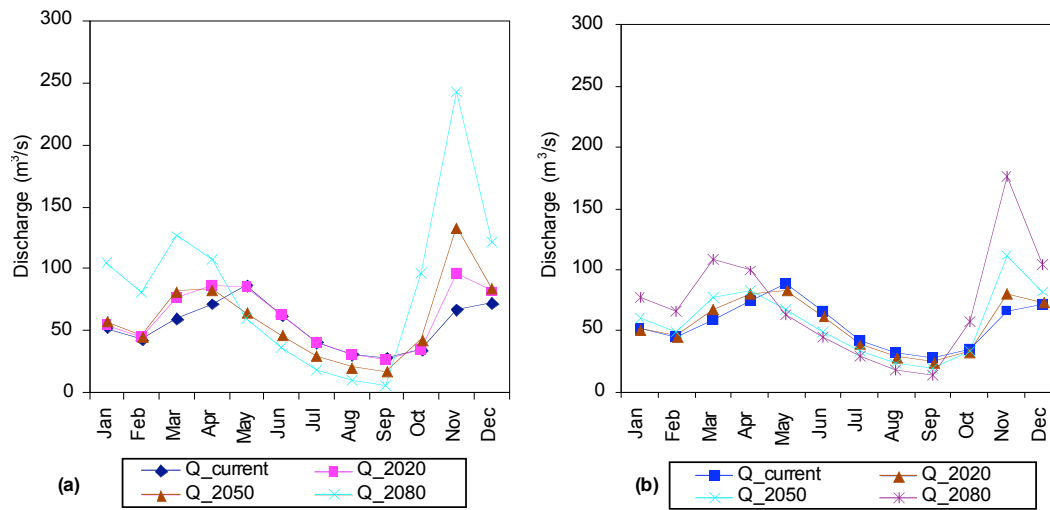 300
250
200
150
100
50
0
Discharge (m³/s)
Jan Feb Mar Apr May Jun Jul Aug Sep Oct Nov Dec
(a)
Q_current Q_2020
Q_2050 Q_2080
300
250
200
150
100
50
0
Discharge (m³/s)
Jan Feb Mar Apr May Jun Jul Aug Sep Oct Nov Dec
(b)
Q_current Q_2020
Q_2050 Q_2080